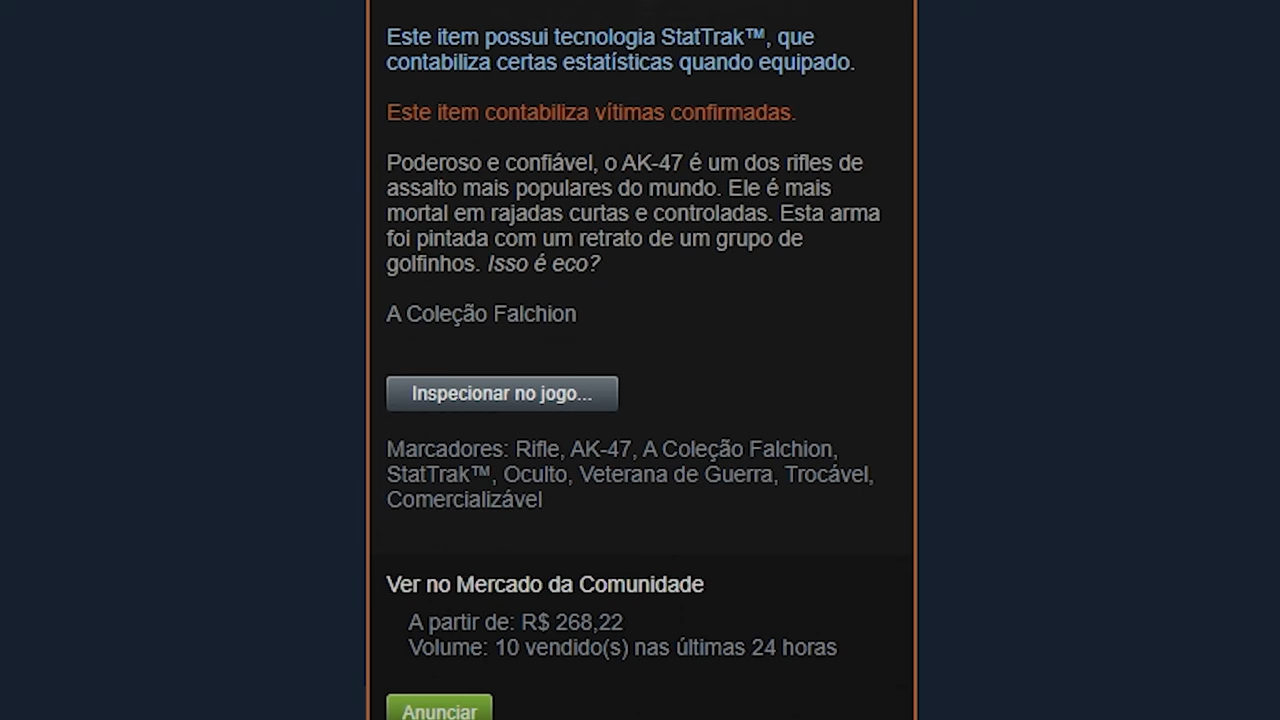 Este item possui tecnologia StatTrak™, que
contabiliza certas estatísticas quando equipado.
Este item contabiliza vítimas confirmadas.
Poderoso e confiável, o AK-47 é um dos rifles de
assalto mais populares do mundo. Ele é mais
mortal em rajadas curtas e controladas. Esta arma
foi pintada com um retrato de um grupo de
golfinhos. Isso é eco?
A Coleção Falchion
Inspecionar no jogo...
Marcadores: Rifle, AK-47, A Coleção Falchion,
StatTrak™, Oculto, Veterana de Guerra, Trocável,
Comercializável
Ver no Mercado da Comunidade
A partir de: R$ 268,22
Volume: 10 vendido(s) nas últimas 24 horas
Anunciar